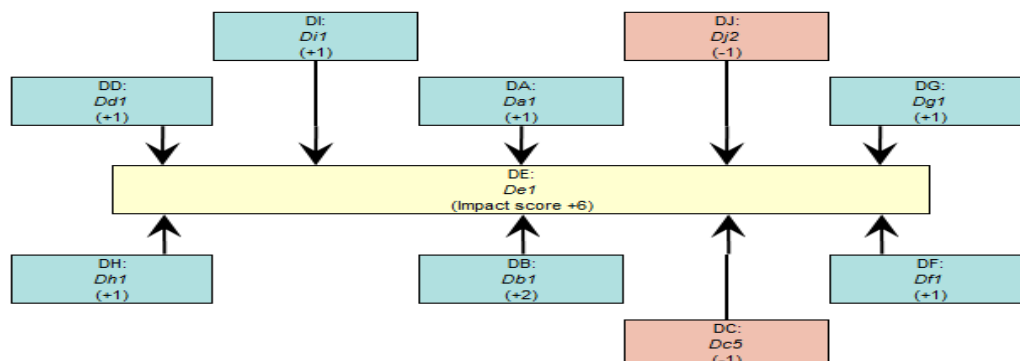 DI:
Di1
(+1)
DJ:
Dj2
(-1)
DD:
Dd1
(+1)
DA:
Da1
(+1)
DG:
Dg1
(+1)
DE:
De1
(Impact score +6)
DH:
Dh1
(+1)
DB:
Db1
(+2)
DF:
Df1
(+1)
DC:
Dc5
(-1)